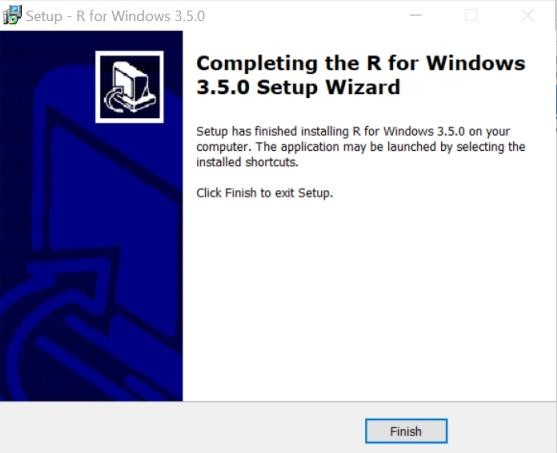 Setup - R for Windows 3.5.0
Completing the R for Windows
3.5.0 Setup Wizard
Setup has finished installing R for Windows 3.5.0 on your
computer. The application may be launched by selecting the
installed shortcuts.
Click Finish to exit Setup.
Finish